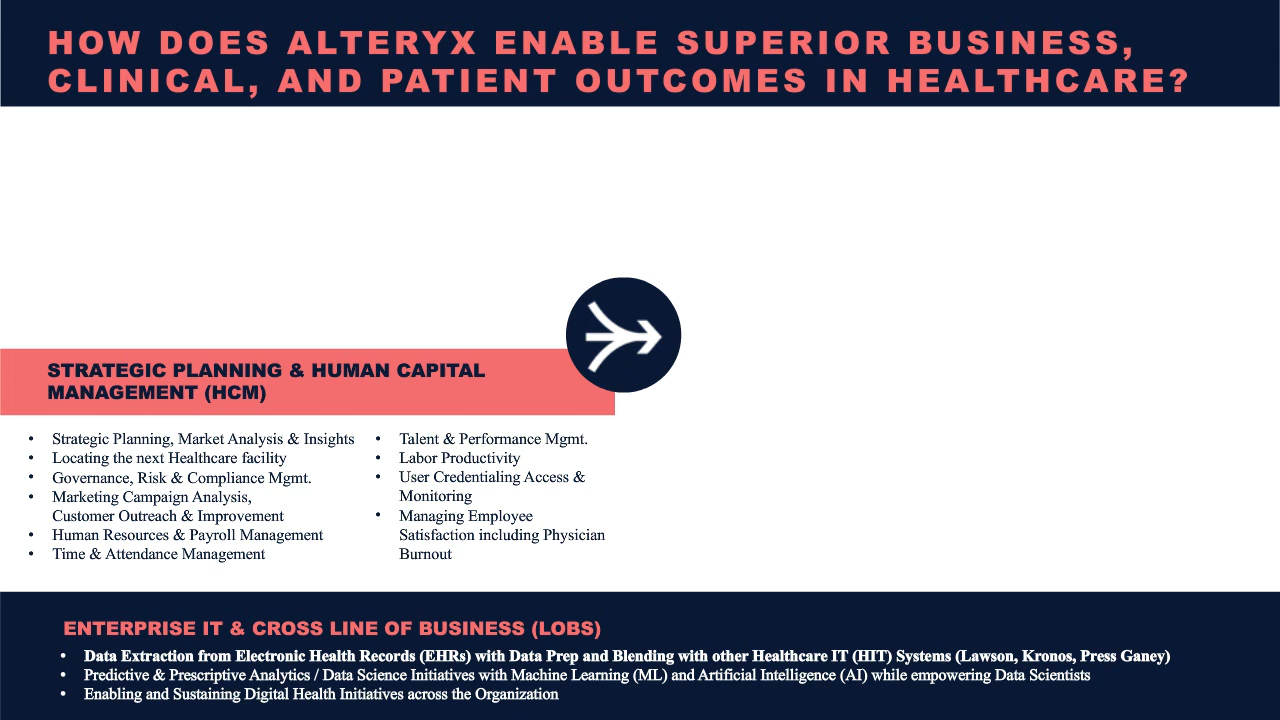 HOW DOES ALTERYX ENABLE SUPERIOR BUSINESS,
CLINICAL, AND PATIENT OUTCOMES IN HEALTHCARE?
STRATEGIC PLANNING & HUMAN CAPITAL
MANAGEMENT (HCM)
• Strategic Planning, Market Analysis & Insights
• Locating the next Healthcare facility
• Governance, Risk & Compliance Mgmt.
• Marketing Campaign Analysis,
Customer Outreach & Improvement
• Human Resources & Payroll Management
• Time & Attendance Management
• Talent & Performance Mgmt.
• Labor Productivity
• User Credentialing Access &
Monitoring
• Managing Employee
Satisfaction including Physician
Burnout
ENTERPRISE IT & CROSS LINE OF BUSINESS (LOBS)
• Data Extraction from Electronic Health Records (EHRs) with Data Prep and Blending with other Healthcare IT (HIT) Systems (Lawson, Kronos, Press Ganey)
• Predictive & Prescriptive Analytics / Data Science Initiatives with Machine Learning (ML) and Artificial Intelligence (AI) while empowering Data Scientists
• Enabling and Sustaining Digital Health Initiatives across the Organization